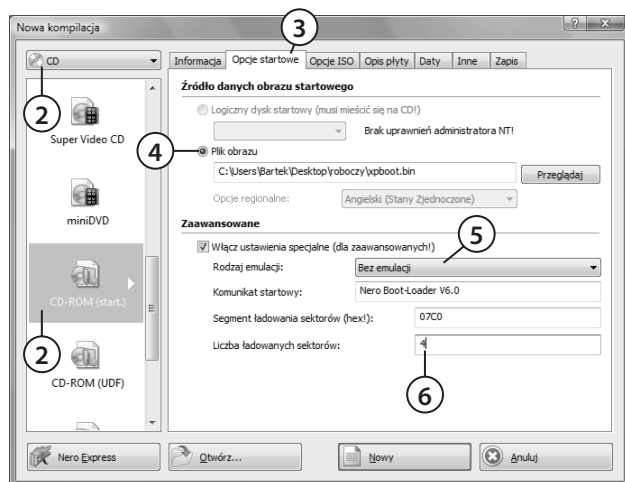 Nowa kompilacja
3
CD
2
Super Video CD
miniDVD
CD-ROM (start.)
2
CD-ROM (UDF)
Informacja Opcje startowe Opcje ISO Opis płyty Daty Inne Zapis
Źródło danych obrazu startowego
Logiczny dysk startowy (musi mieścić się na CD!)
Brak uprawnień administratora NT!
4
Plik obrazu
C:\Users\Bartek\Desktop\roboczy\xpboot.bin
Przeglądaj
Opcje regionalne: Angielski (Stany Zjednoczone)
Zaawansowane
5
Włącz ustawienia specjalne (dla zaawansowanych!)
Rodzaj emulacji: Bez emulacji
Komunikat startowy: Nero Boot-Loader V6.0
Segment ładowania sektorów (hex!): 07C0
Liczba ładowanych sektorów: 4
6
Nero Express
Otwórz...
Nowy
Anuluj